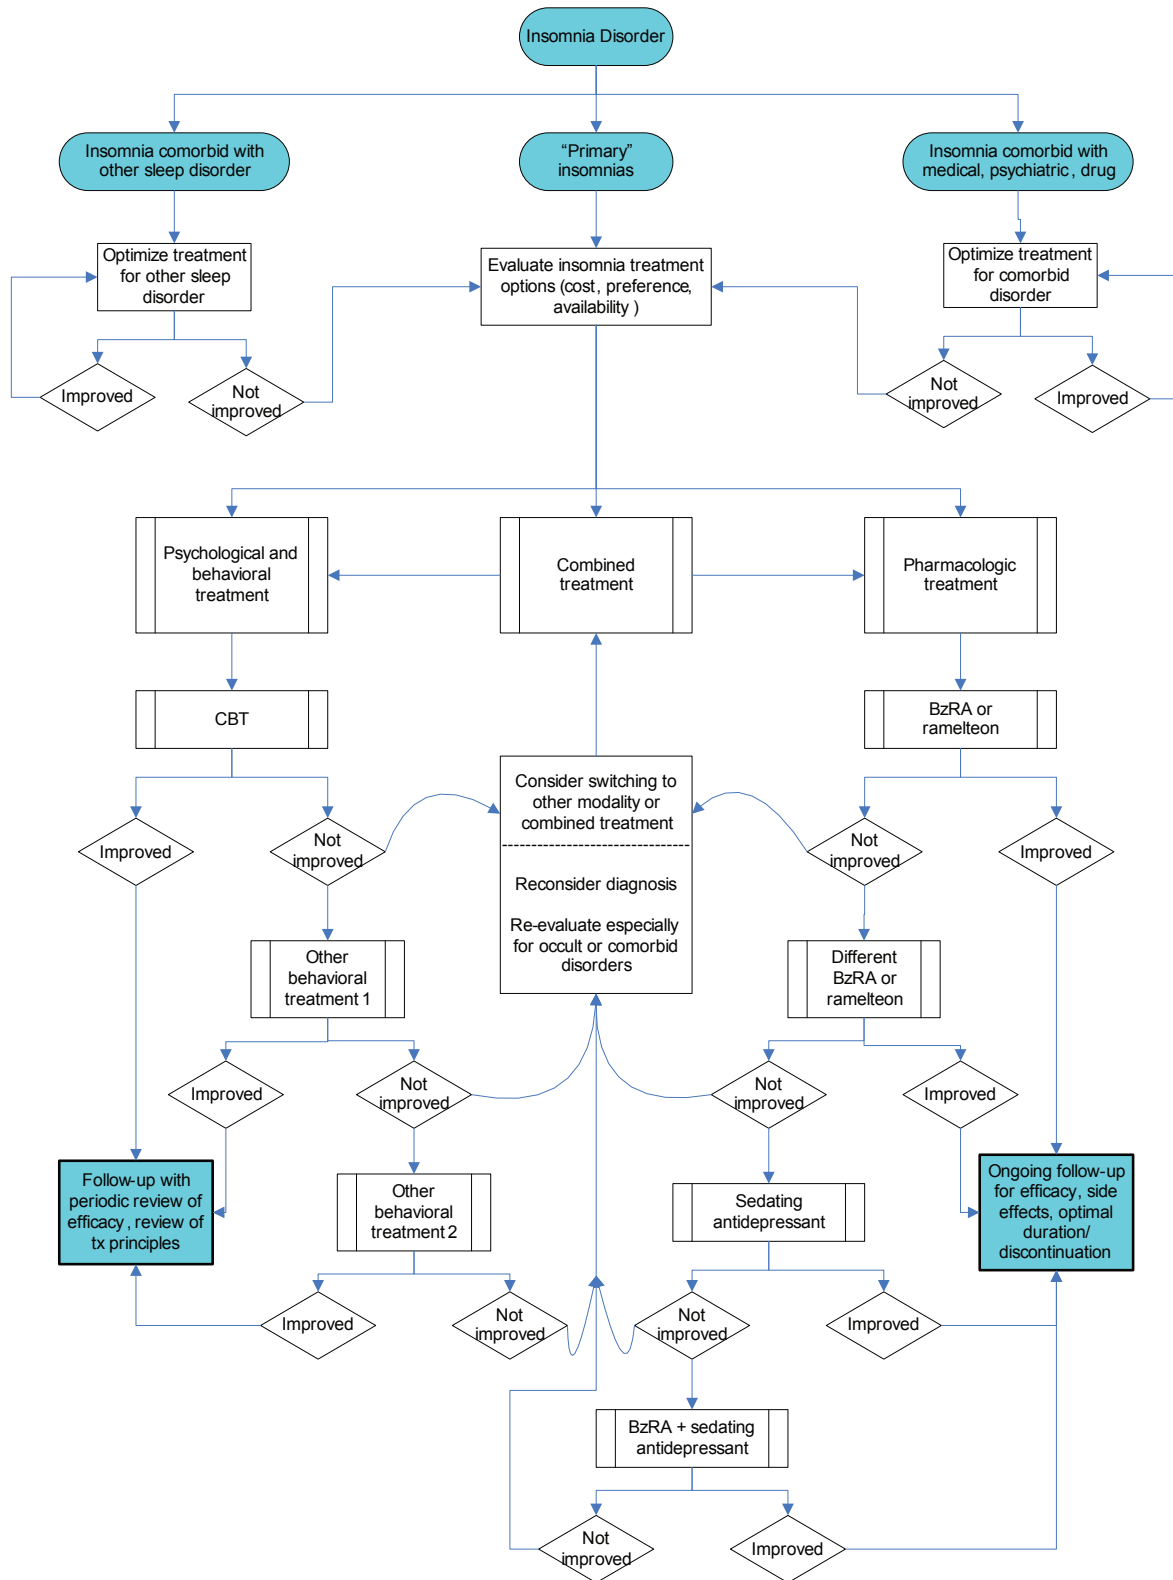 Insomnia Disorder
Insomnia comorbid with
other sleep disorder
“Primary”
insomnias
Insomnia comorbid with
medical, psychiatric, drug
Optimize treatment
for other sleep
disorder
Evaluate insomnia treatment
options (cost, preference,
availability )
Optimize treatment
for comorbid
disorder
Improved
Not
improved
Not
improved
Improved
Psychological and
behavioral
treatment
Combined
treatment
Pharmacologic
treatment
CBT
BzRA or
ramelteon
Consider switching to
other modality or
combined treatment
Reconsider diagnosis
Re-evaluate especially
for occult or comorbid
disorders
Improved
Not
improved
Not
improved
Improved
Other
behavioral
treatment 1
Different
BzRA or
ramelteon
Improved
Not
improved
Not
improved
Improved
Follow-up with
periodic review of
efficacy, review of
tx principles
Other
behavioral
treatment 2
Sedating
antidepressant
Ongoing follow-up
for efficacy, side
effects, optimal
duration/
discontinuation
Improved
Not
improved
Not
improved
Improved
BzRA + sedating
antidepressant
Not
improved
Improved